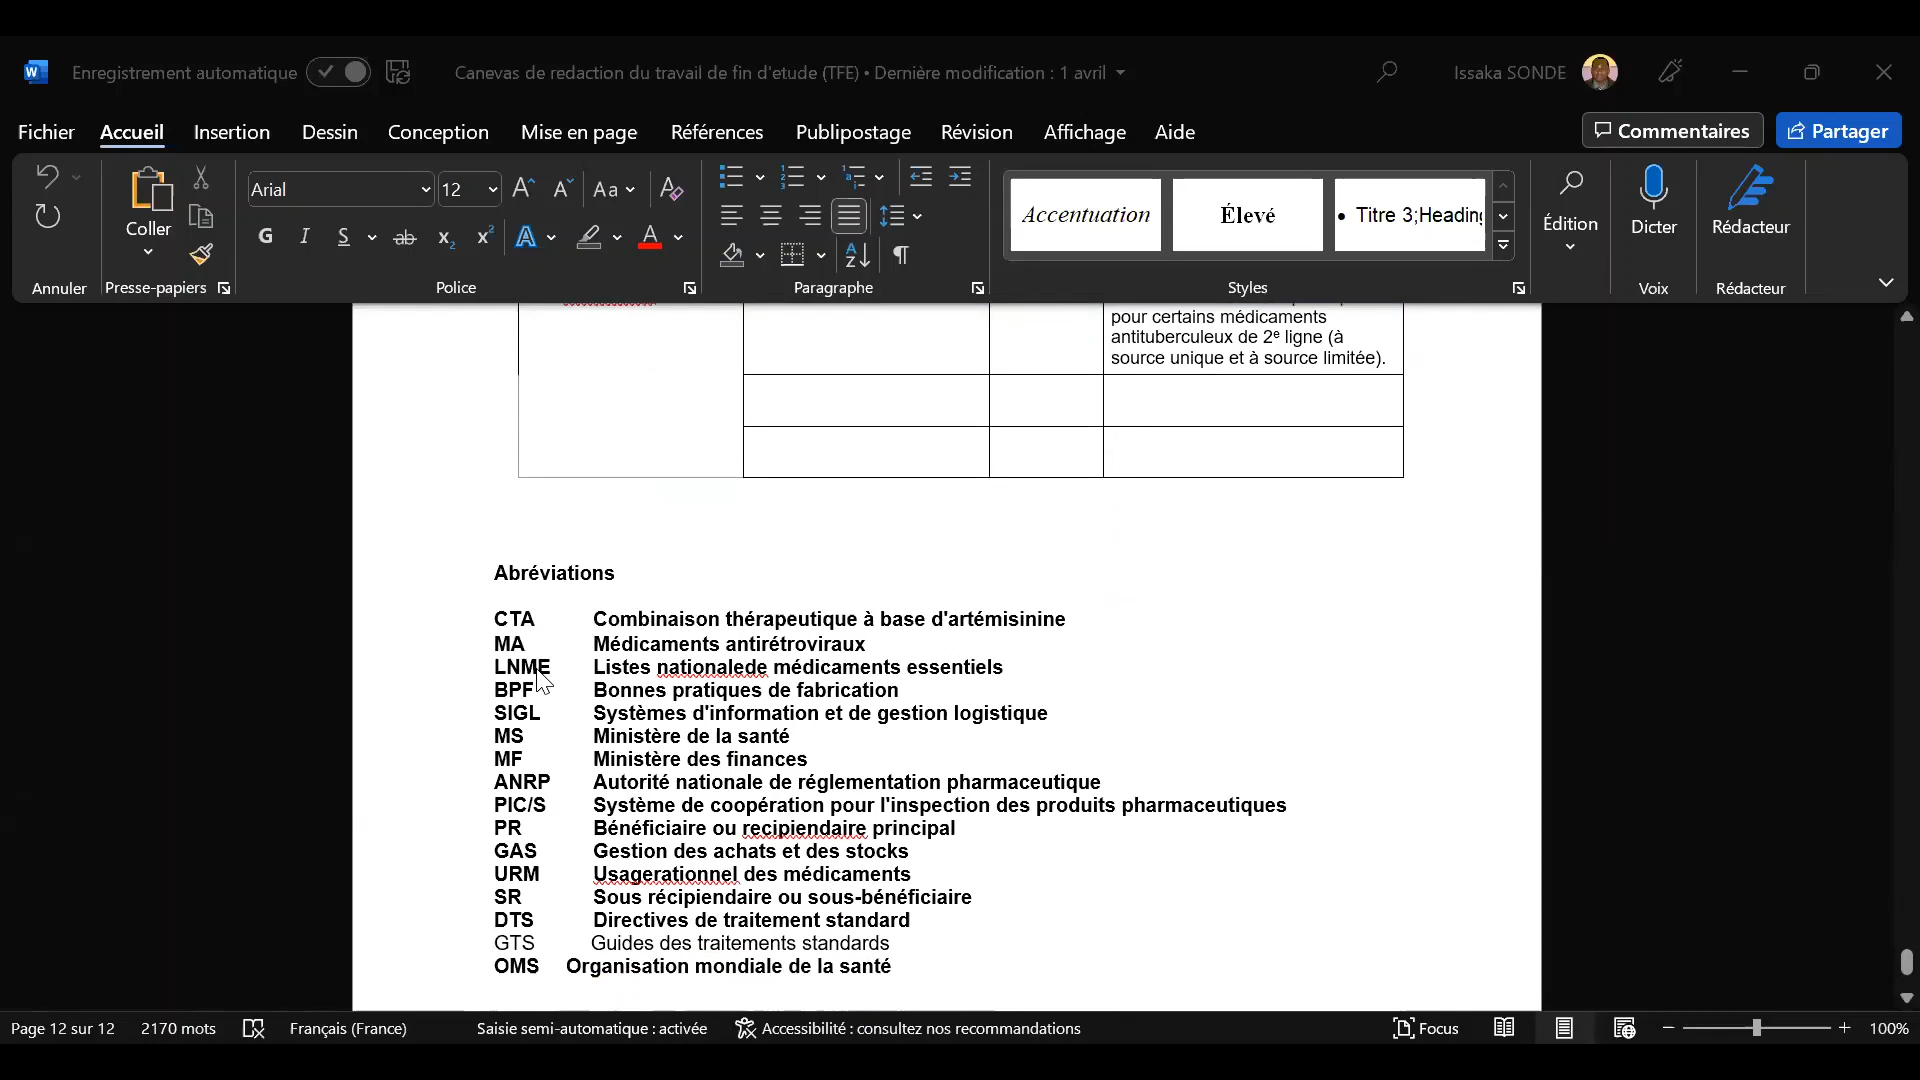 Enregistrement automatique
Canevas de redaction du travail de fin d'etude (TFE) • Dernière modification : 1 avril
Issaka SONDE
Fichier Accueil Insertion Dessin Conception Mise en page Références Publipostage Révision Affichage Aide
Commentaires
Partager
Coller
Arial
12
G I S ab
Accentuation
Élevé
• Titre 3;Heading
Édition
Dicter
Rédacteur
Annuler
Presse-papiers
Police
Paragraphe
Styles
Voix
Rédacteur
pour certains médicaments
antituberculeux de 2e ligne (à
source unique et à source limitée).
Abréviations
CTA Combinaison thérapeutique à base d'artémisinine
MA Médicaments antirétroviraux
LNME Listes nationalede médicaments essentiels
BPF Bonnes pratiques de fabrication
SIGL Systèmes d'information et de gestion logistique
MS Ministère de la santé
MF Ministère des finances
ANRP Autorité nationale de réglementation pharmaceutique
PIC/S Système de coopération pour l'inspection des produits pharmaceutiques
PR Bénéficiaire ou recipiendaire principal
GAS Gestion des achats et des stocks
URM Usagerationnel des médicaments
SR Sous récipiendaire ou sous-bénéficiaire
DTS Directives de traitement standard
GTS Guides des traitements standards
OMS Organisation mondiale de la santé
Page 12 sur 12 2170 mots Français (France) Saisie semi-automatique : activée Accessibilité : consultez nos recommandations Focus 100%